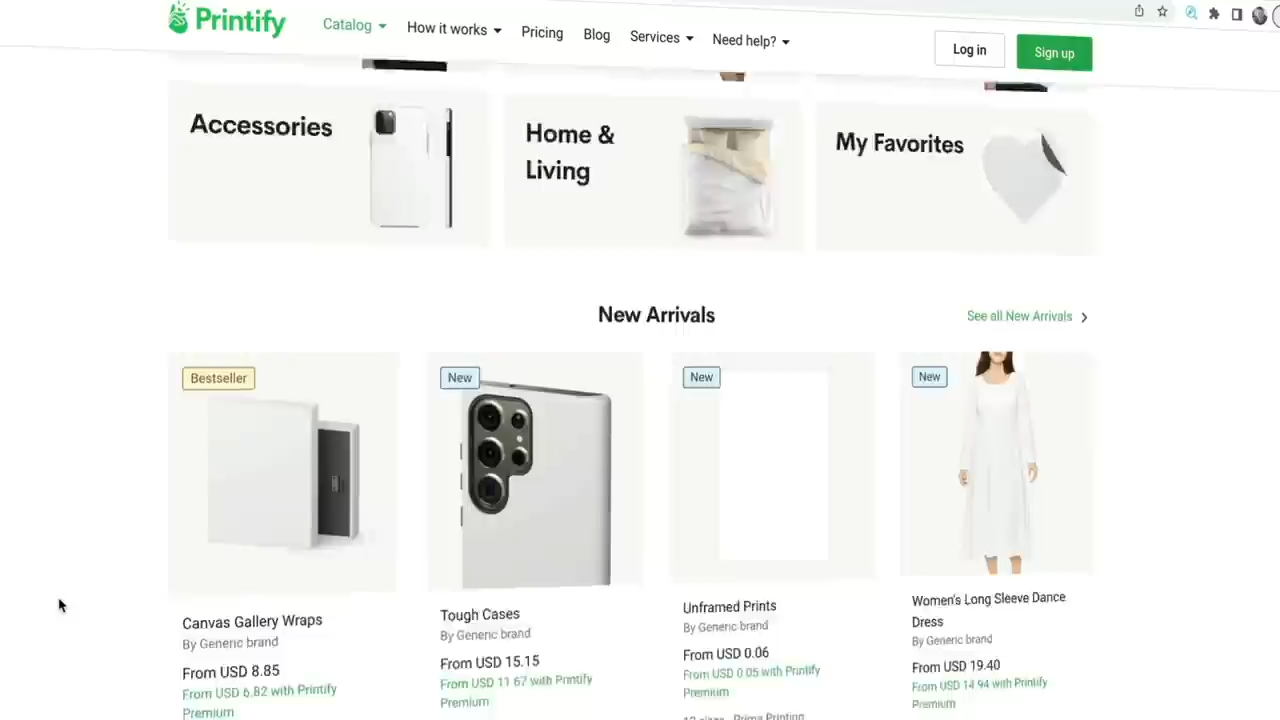 Printify
Catalog
How it works
Pricing
Blog
Services
Need help?
Log in
Sign up
Accessories
Home &
Living
My Favorites
New Arrivals
See all New Arrivals
Bestseller
New
New
New
Canvas Gallery Wraps
By Generic brand
From USD 8.85
From USD 6.82 with Printify
Premium
Tough Cases
By Generic brand
From USD 15.15
From USD 11.67 with Printify
Premium
Unframed Prints
By Generic brand
From USD 0.06
From USD 0.05 with Printify
Premium
12 sizes · Prima Printing
Women's Long Sleeve Dance
Dress
By Generic brand
From USD 19.40
From USD 14.94 with Printify
Premium